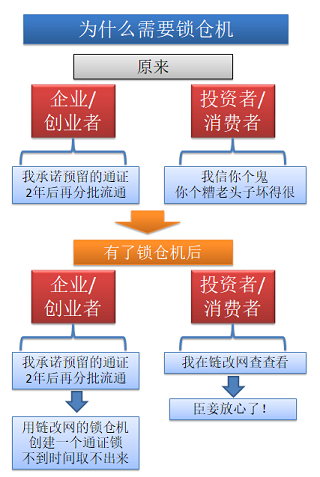 为什么需要锁仓机
原来
企业/
创业者
投资者/
消费者
我承诺预留的通证
2年后再分批流通
我信你个鬼
你个糟老头子坏得很
有了锁仓机后
企业/
创业者
投资者/
消费者
我承诺预留的通证
2年后再分批流通
我在链改网查查看
用链改网的锁仓机
创建一个通证锁
不到时间取不出来
臣妾放心了！